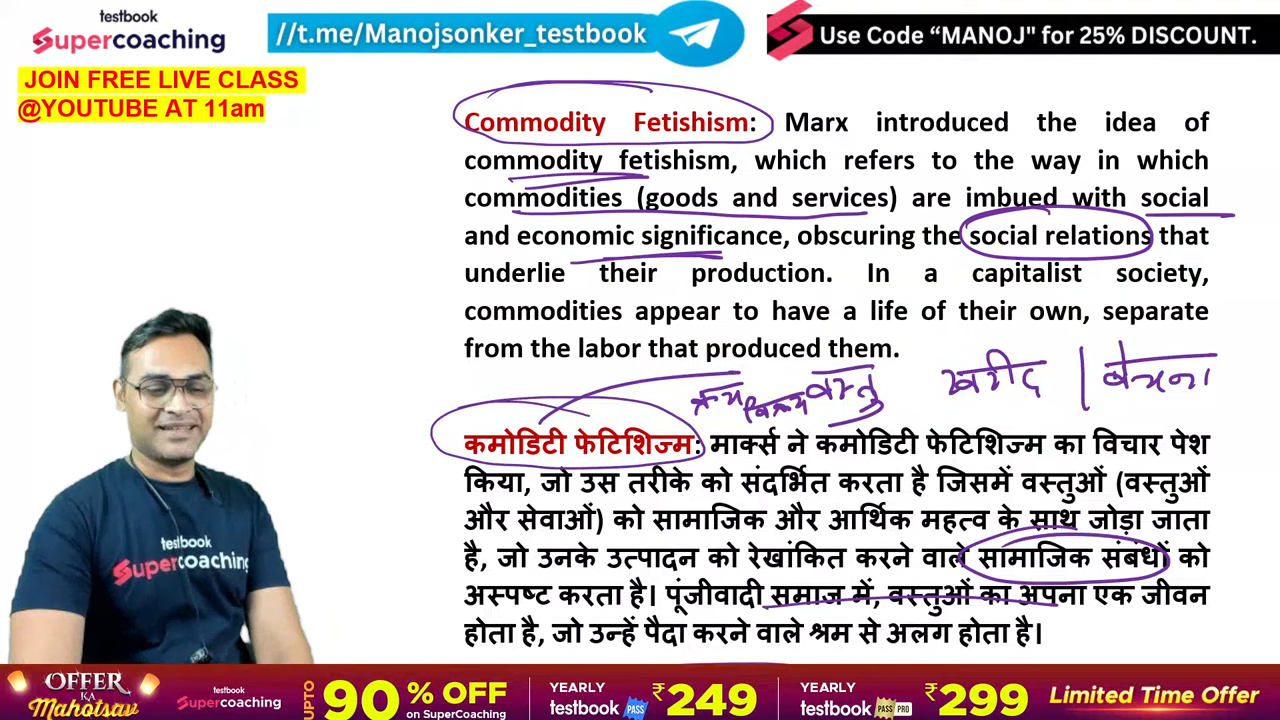 testbook
Supercoaching
//t.me/Manojsonker_testbook
Use Code “MANOJ" for 25% DISCOUNT.
JOIN FREE LIVE CLASS
@YOUTUBE AT 11am
Commodity Fetishism: Marx introduced the idea of
commodity fetishism, which refers to the way in which
commodities (goods and services) are imbued with social
and economic significance, obscuring the social relations that
underlie their production. In a capitalist society,
commodities appear to have a life of their own, separate
from the labor that produced them.
क्रय विक्रय वस्तु खरीद | बेचना
कमोडिटी फेटिशिज्म: मार्क्स ने कमोडिटी फेटिशिज्म का विचार पेश
किया, जो उस तरीके को संदर्भित करता है जिसमें वस्तुओं (वस्तुओं
और सेवाओं) को सामाजिक और आर्थिक महत्व के साथ जोड़ा जाता
है, जो उनके उत्पादन को रेखांकित करने वाले सामाजिक संबंधों को
अस्पष्ट करता है। पूंजीवादी समाज में, वस्तुओं का अपना एक जीवन
होता है, जो उन्हें पैदा करने वाले श्रम से अलग होता है।
testbook
Supercoaching
OFFER
KA
Mahotsav
testbook
Supercoaching
UPTO
90% OFF
on SuperCoaching
YEARLY
testbook PASS
₹249
YEARLY
testbook PASS PRO
₹299
Limited Time Offer